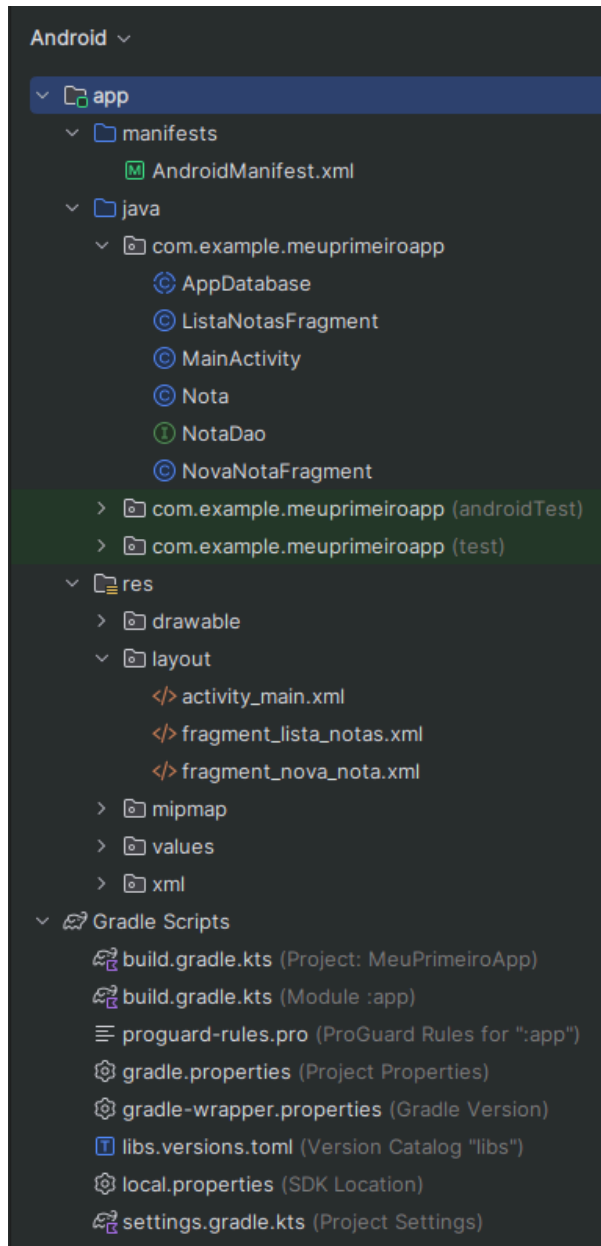 Android
app
manifests
AndroidManifest.xml
java
com.example.meuprimeiroapp
AppDatabase
ListaNotasFragment
MainActivity
Nota
NotaDao
NovaNotaFragment
com.example.meuprimeiroapp (androidTest)
com.example.meuprimeiroapp (test)
res
drawable
layout
activity_main.xml
fragment_lista_notas.xml
fragment_nova_nota.xml
mipmap
values
xml
Gradle Scripts
build.gradle.kts (Project: MeuPrimeiroApp)
build.gradle.kts (Module :app)
proguard-rules.pro (ProGuard Rules for ":app")
gradle.properties (Project Properties)
gradle-wrapper.properties (Gradle Version)
libs.versions.toml (Version Catalog "libs")
local.properties (SDK Location)
settings.gradle.kts (Project Settings)